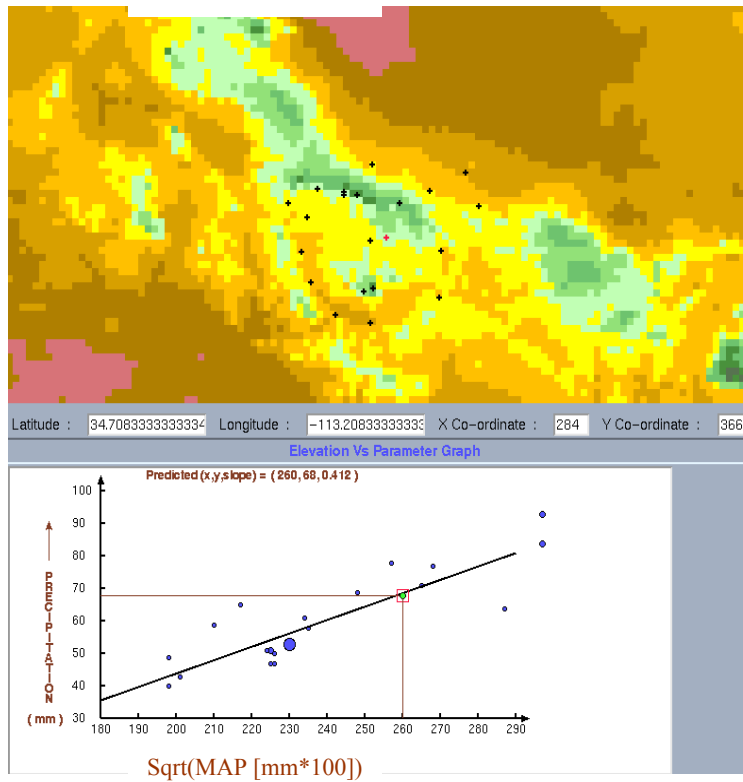 Latitude : 34.70833333333334 Longitude : -113.2083333333333 X Co-ordinate : 284 Y Co-ordinate : 366
Elevation Vs Parameter Graph
Predicted (x,y,slope) = ( 260, 68, 0.412 )
100
90
80
70
60
50
40
30
PRECIPITATION
( mm )
180 190 200 210 220 230 240 250 260 270 280 290
Sqrt(MAP [mm*100])